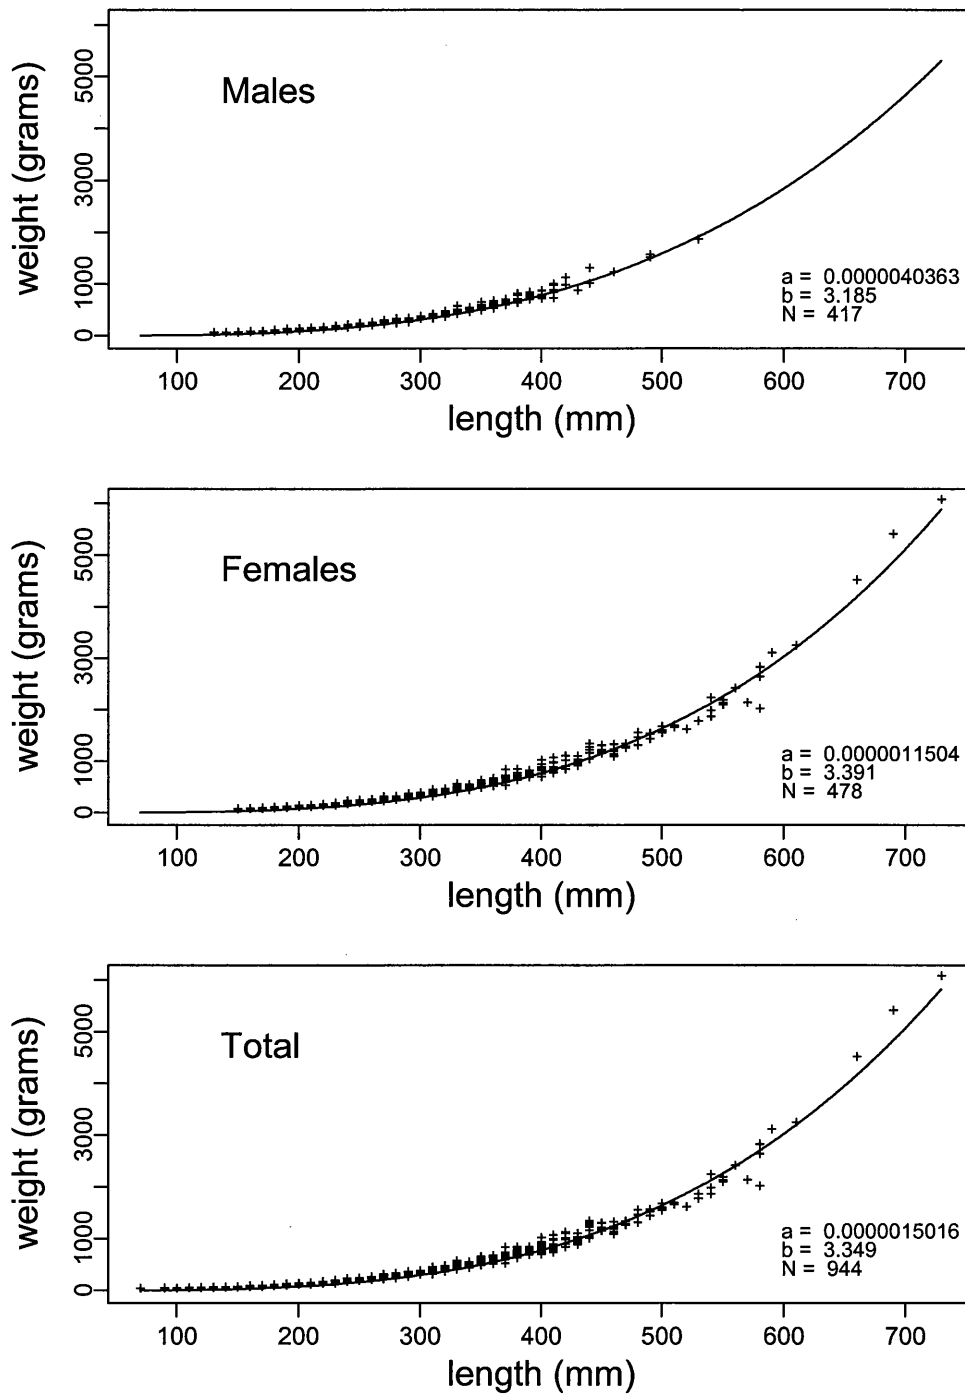 Males
weight (grams)
0 1000 3000 5000
a = 0.0000040363
b = 3.185
N = 417
100 200 300 400 500 600 700
length (mm)
Females
weight (grams)
0 1000 3000 5000
a = 0.0000011504
b = 3.391
N = 478
100 200 300 400 500 600 700
length (mm)
Total
weight (grams)
0 1000 3000 5000
a = 0.0000015016
b = 3.349
N = 944
100 200 300 400 500 600 700
length (mm)